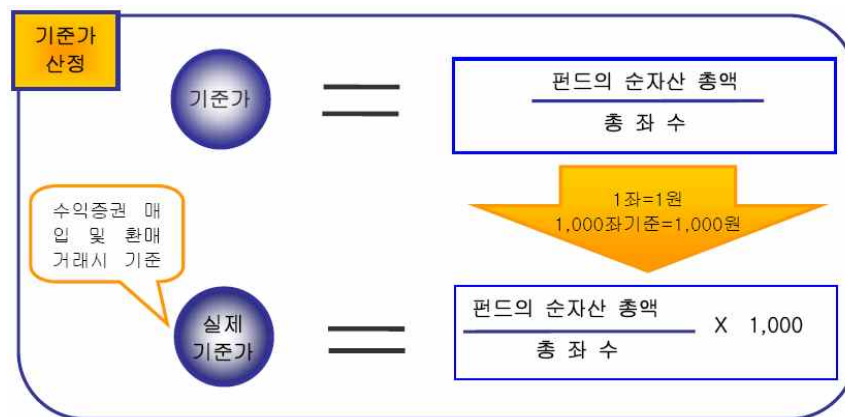 기준가
산정
기준가
펀드의 순자산 총액
총 좌 수
1좌=1원
1,000좌기준=1,000원
수익증권 매
입 및 환매
거래시 기준
실제
기준가
펀드의 순자산 총액
총 좌 수
X 1,000